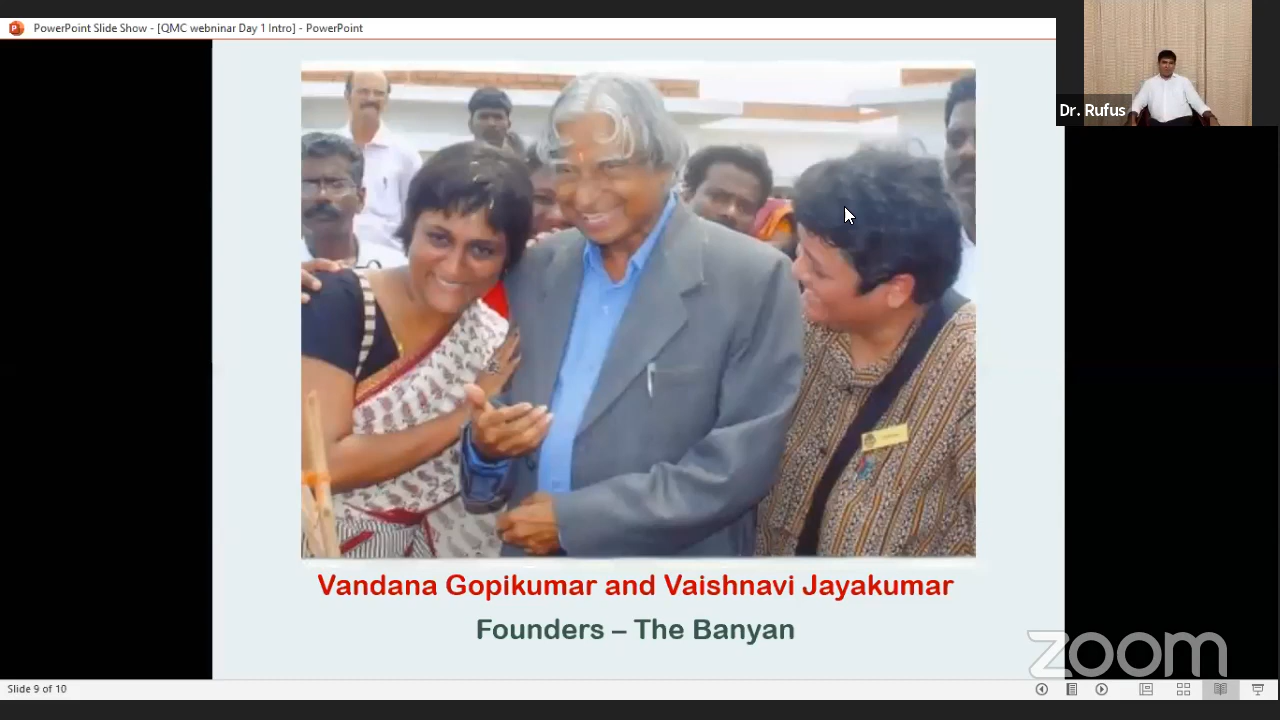 PowerPoint Slide Show - [QMC webninar Day 1 Intro] - PowerPoint
Dr. Rufus
Vandana Gopikumar and Vaishnavi Jayakumar
Founders – The Banyan
zoom
Slide 9 of 10